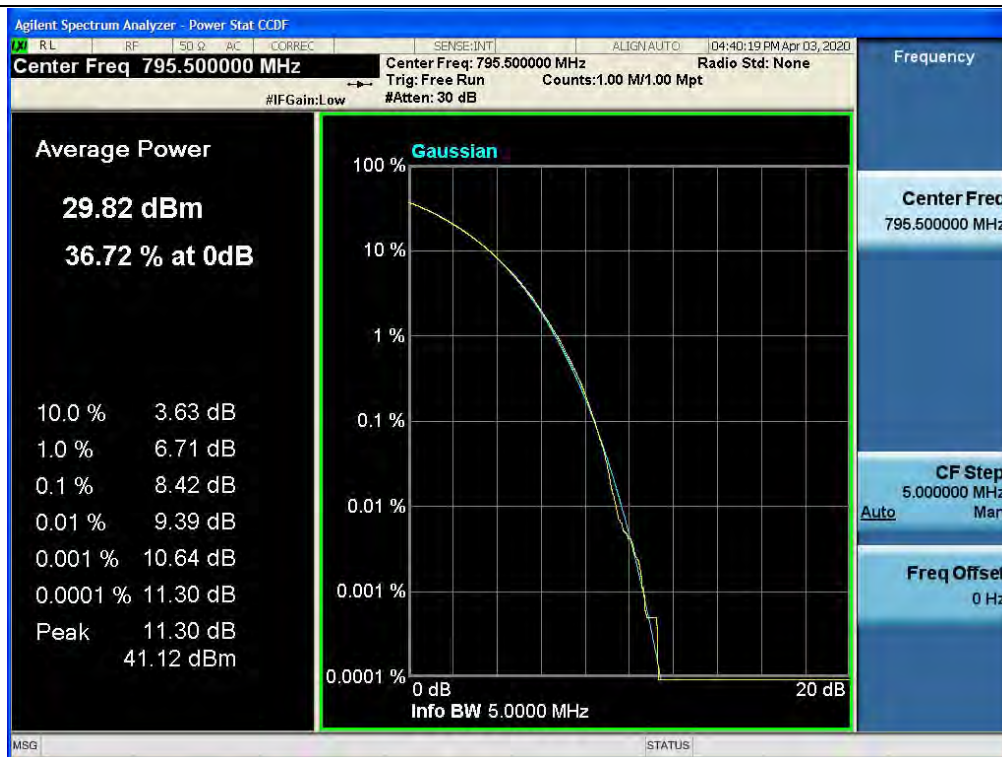 Agilent Spectrum Analyzer - Power Stat CCDF
RL RF 50 Ω AC CORREC SENSE:INT ALIGN AUTO 04:40:19 PM Apr 03, 2020
Center Freq 795.500000 MHz
Center Freq: 795.500000 MHz Radio Std: None
Trig: Free Run Counts:1.00 M/1.00 Mpt
#IFGain:Low #Atten: 30 dB
Average Power
29.82 dBm
36.72 % at 0dB
10.0 % 3.63 dB
1.0 % 6.71 dB
0.1 % 8.42 dB
0.01 % 9.39 dB
0.001 % 10.64 dB
0.0001 % 11.30 dB
Peak 11.30 dB
41.12 dBm
Gaussian
100 %
10 %
1 %
0.1 %
0.01 %
0.001 %
0.0001 %
0 dB 20 dB
Info BW 5.0000 MHz
Frequency
Center Freq
795.500000 MHz
CF Step
5.000000 MHz
Auto Man
Freq Offset
0 Hz
MSG STATUS